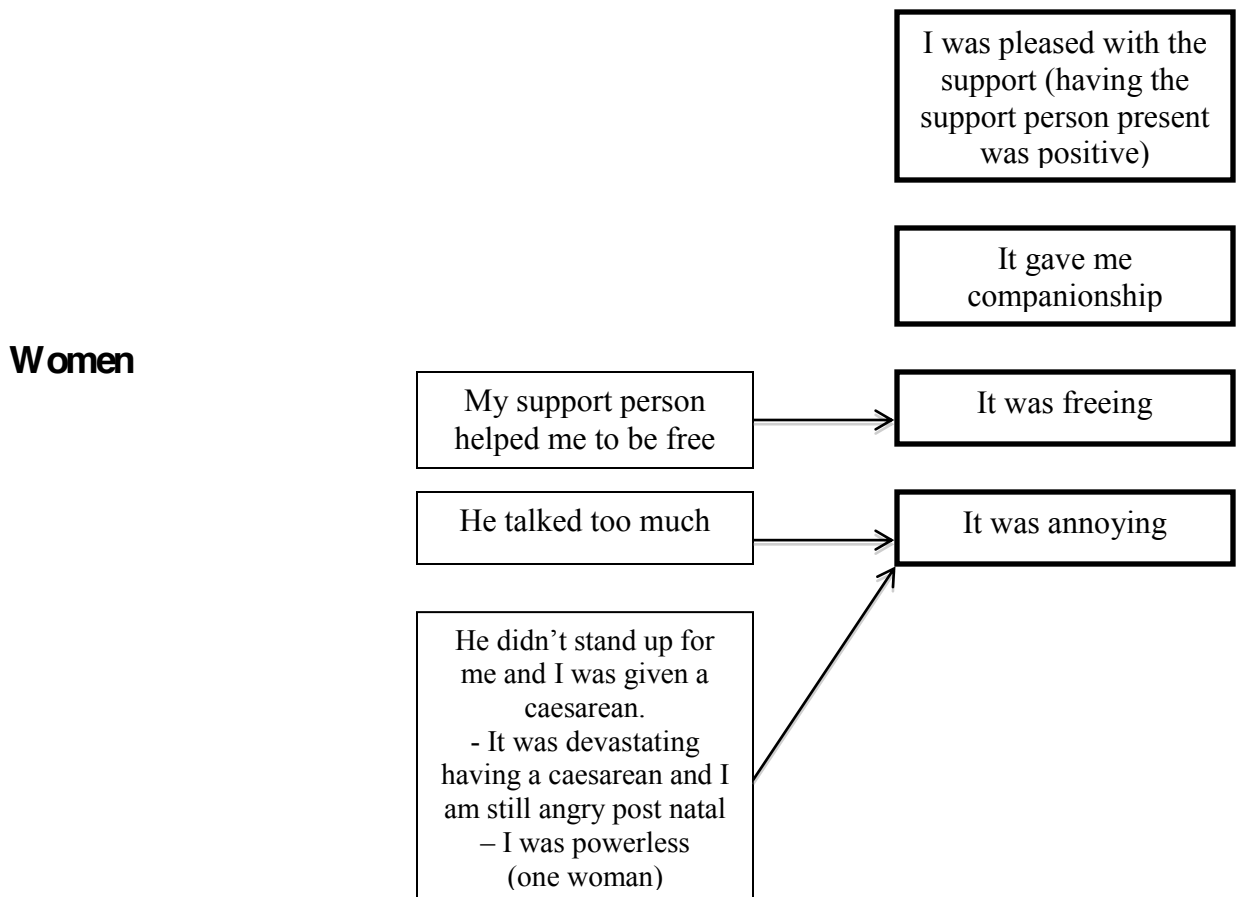 I was pleased with the
support (having the
support person present
was positive)
It gave me
companionship
Women
My support person
helped me to be free
It was freeing
He talked too much
It was annoying
He didn’t stand up for
me and I was given a
caesarean.
- It was devastating
having a caesarean and I
am still angry post natal
– I was powerless
(one woman)